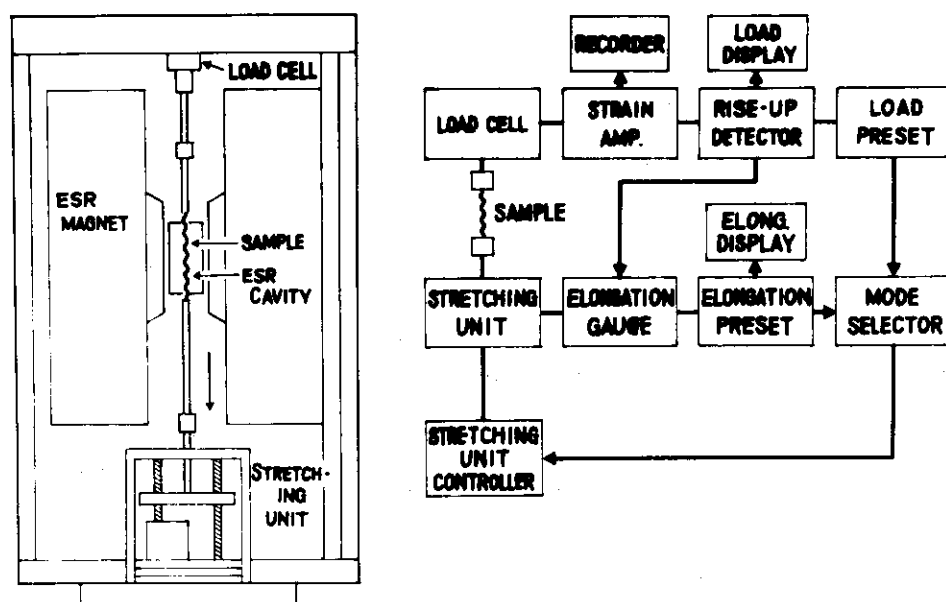 LOAD CELL
ESR
MAGNET
SAMPLE
ESR
CAVITY
STRETCH-
ING
UNIT
RECORDER
LOAD
DISPLAY
LOAD CELL
STRAIN
AMP.
RISE-UP
DETECTOR
LOAD
PRESET
SAMPLE
ELONG.
DISPLAY
STRETCHING
UNIT
ELONGATION
GAUGE
ELONGATION
PRESET
MODE
SELECTOR
STRETCHING
UNIT
CONTROLLER